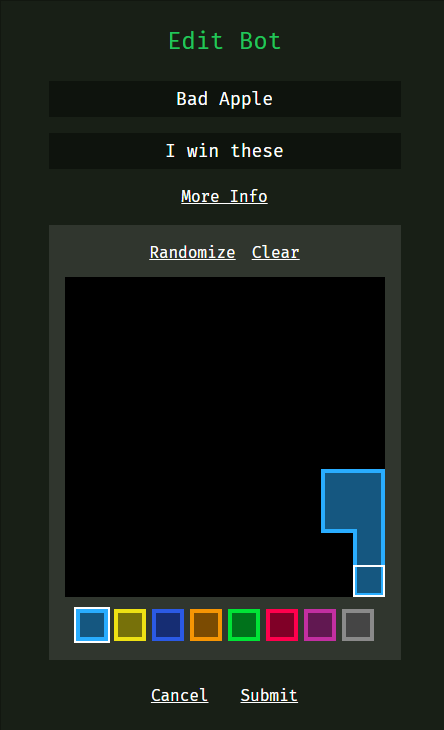 Edit Bot
Bad Apple
I win these
More Info
Randomize Clear
Cancel Submit